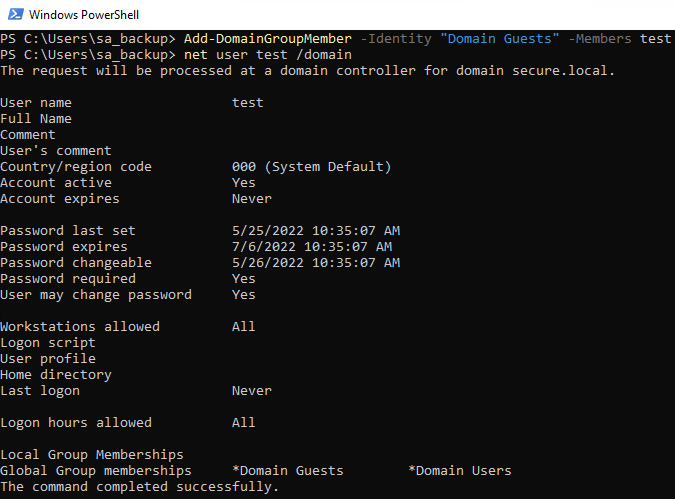 Windows PowerShell
PS C:\Users\sa_backup> Add-DomainGroupMember -Identity "Domain Guests" -Members test
PS C:\Users\sa_backup> net user test /domain
The request will be processed at a domain controller for domain secure.local.
User name                    test
Full Name
Comment
User's comment
Country/region code          000 (System Default)
Account active               Yes
Account expires              Never
Password last set            5/25/2022 10:35:07 AM
Password expires             7/6/2022 10:35:07 AM
Password changeable          5/26/2022 10:35:07 AM
Password required            Yes
User may change password     Yes
Workstations allowed         All
Logon script
User profile
Home directory
Last logon                   Never
Logon hours allowed          All
Local Group Memberships
Global Group memberships     *Domain Guests        *Domain Users
The command completed successfully.